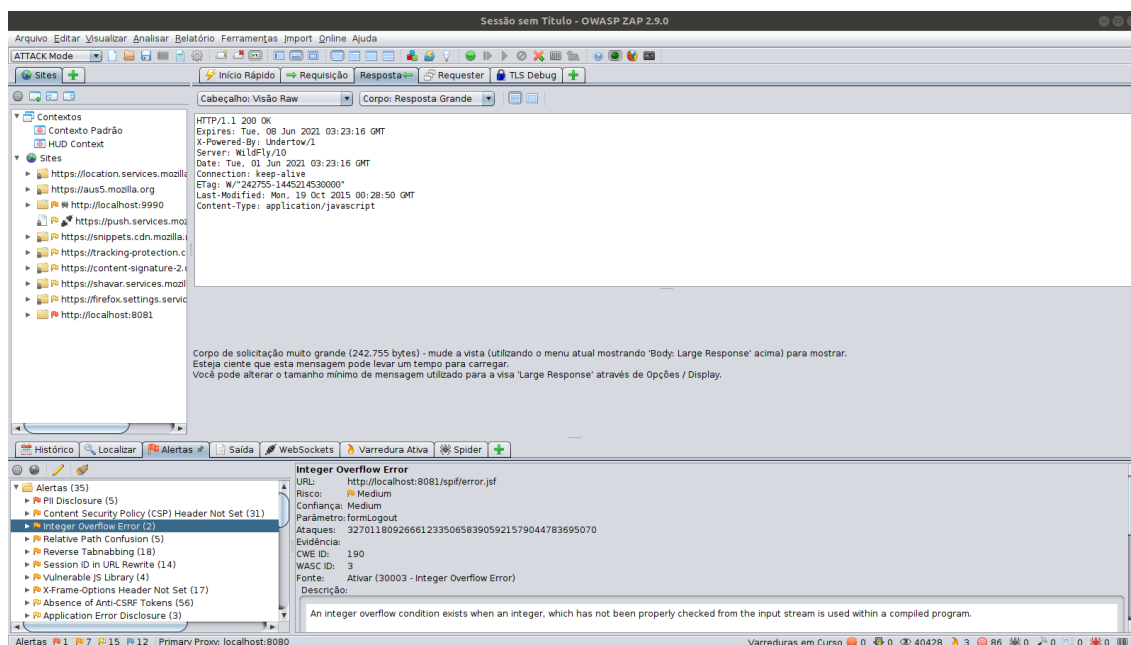 Sessão sem Título - OWASP ZAP 2.9.0
Arquivo Editar Visualizar Analisar Relatório Ferramentas Import Online Ajuda
ATTACK Mode
Sites
Início Rápido Requisição Resposta Requester TLS Debug
Cabeçalho: Visão Raw Corpo: Resposta Grande
Contextos
Contexto Padrão
HUD Context
Sites
https://location.services.mozilla
https://aus5.mozilla.org
http://localhost:9990
https://push.services.moz
https://snippets.cdn.mozilla.
https://tracking-protection.c
https://content-signature-2.
https://shavar.services.mozil
https://firefox.settings.servic
http://localhost:8081
HTTP/1.1 200 OK
Expires: Tue, 08 Jun 2021 03:23:16 GMT
X-Powered-By: Undertow/1
Server: WildFly/10
Date: Tue, 01 Jun 2021 03:23:16 GMT
Connection: keep-alive
ETag: W/"242755-1445214530000"
Last-Modified: Mon, 19 Oct 2015 00:28:50 GMT
Content-Type: application/javascript
Corpo de solicitação muito grande (242.755 bytes) - mude a vista (utilizando o menu atual mostrando 'Body: Large Response' acima) para mostrar.
Esteja ciente que esta mensagem pode levar um tempo para carregar.
Você pode alterar o tamanho mínimo de mensagem utilizado para a visa 'Large Response' através de Opções / Display.
Histórico Localizar Alertas Saída WebSockets Varredura Ativa Spider
Alertas (35)
PII Disclosure (5)
Content Security Policy (CSP) Header Not Set (31)
Integer Overflow Error (2)
Relative Path Confusion (5)
Reverse Tabnabbing (18)
Session ID in URL Rewrite (14)
Vulnerable JS Library (4)
X-Frame-Options Header Not Set (17)
Absence of Anti-CSRF Tokens (56)
Application Error Disclosure (3)
Integer Overflow Error
URL: http://localhost:8081/spif/error.jsf
Risco: Medium
Confiança: Medium
Parâmetro: formLogout
Ataques: 32701180926661233506583905921579044783695070
Evidência:
CWE ID: 190
WASC ID: 3
Fonte: Ativar (30003 - Integer Overflow Error)
Descrição:
An integer overflow condition exists when an integer, which has not been properly checked from the input stream is used within a compiled program.
Alertas 1 7 15 12 Primary Proxy: localhost:8080 Varreduras em Curso 0 0 40428 3 86 0 0 0 0